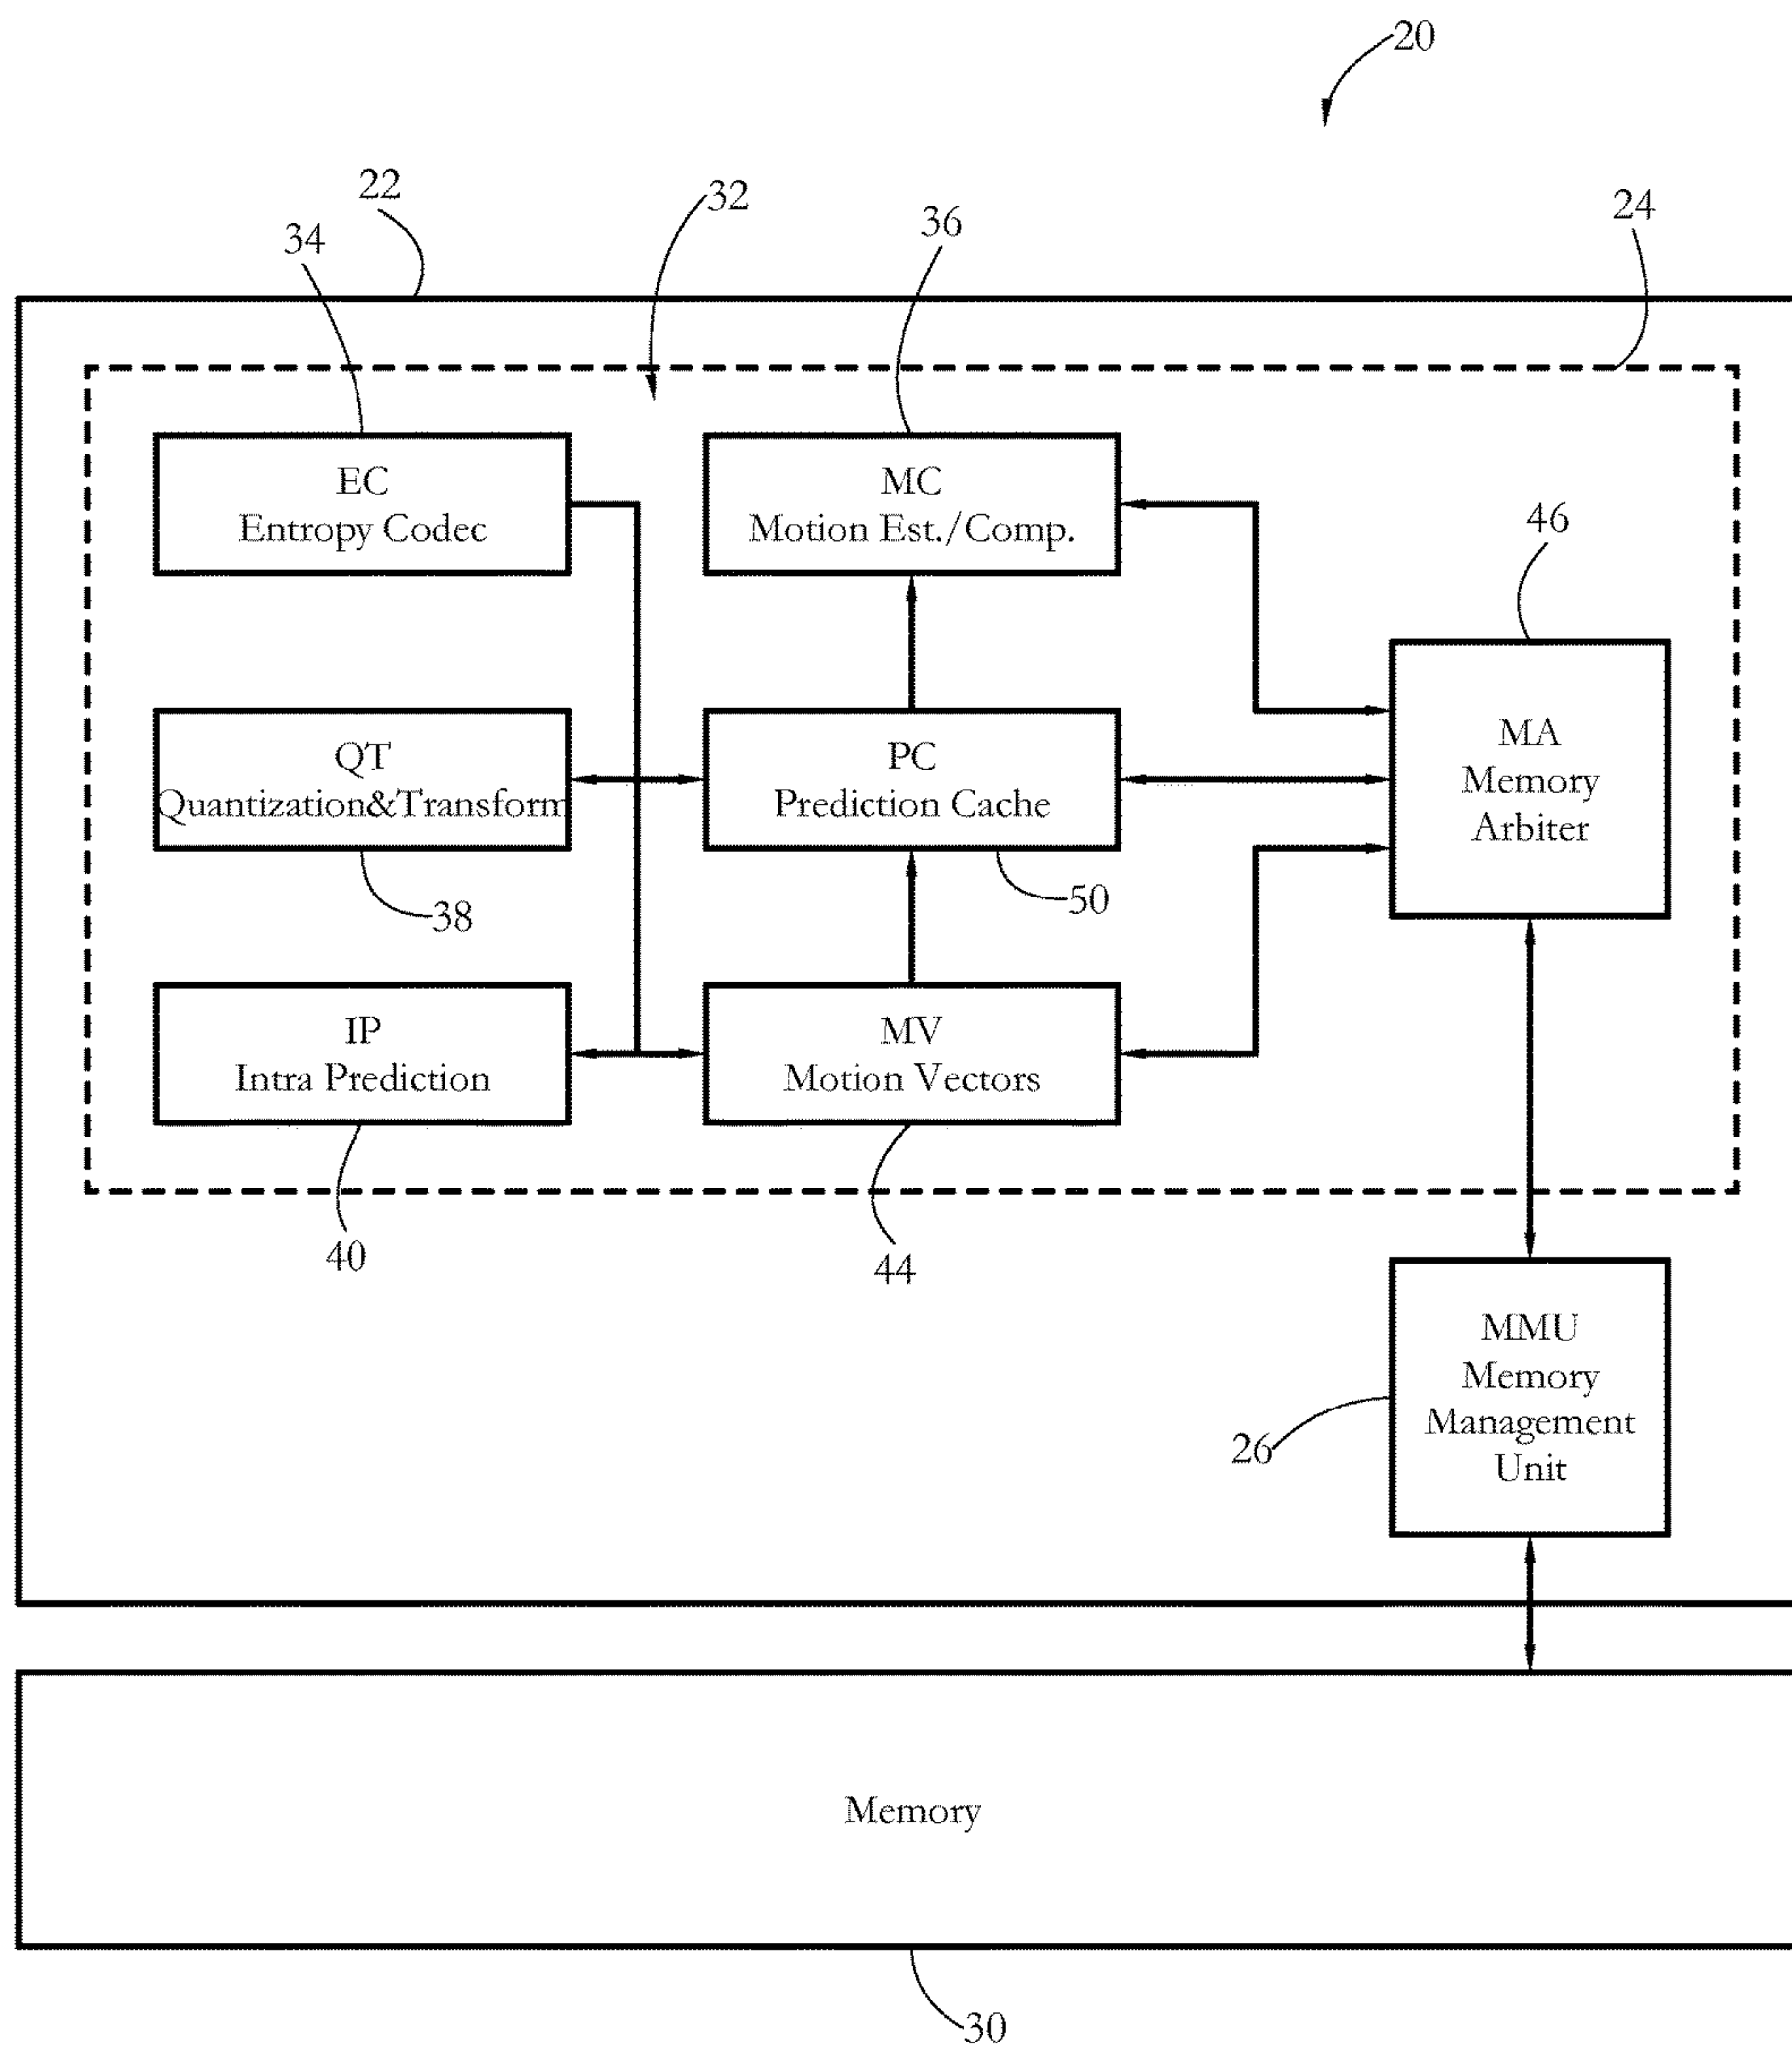 20
22
32
34
36
24
EC
Entropy Codec
MC
Motion Est./Comp.
46
QT
Quantization&Transform
PC
Prediction Cache
MA
Memory
Arbiter
38
50
IP
Intra Prediction
MV
Motion Vectors
40
44
MMU
Memory
Management
Unit
26
Memory
30